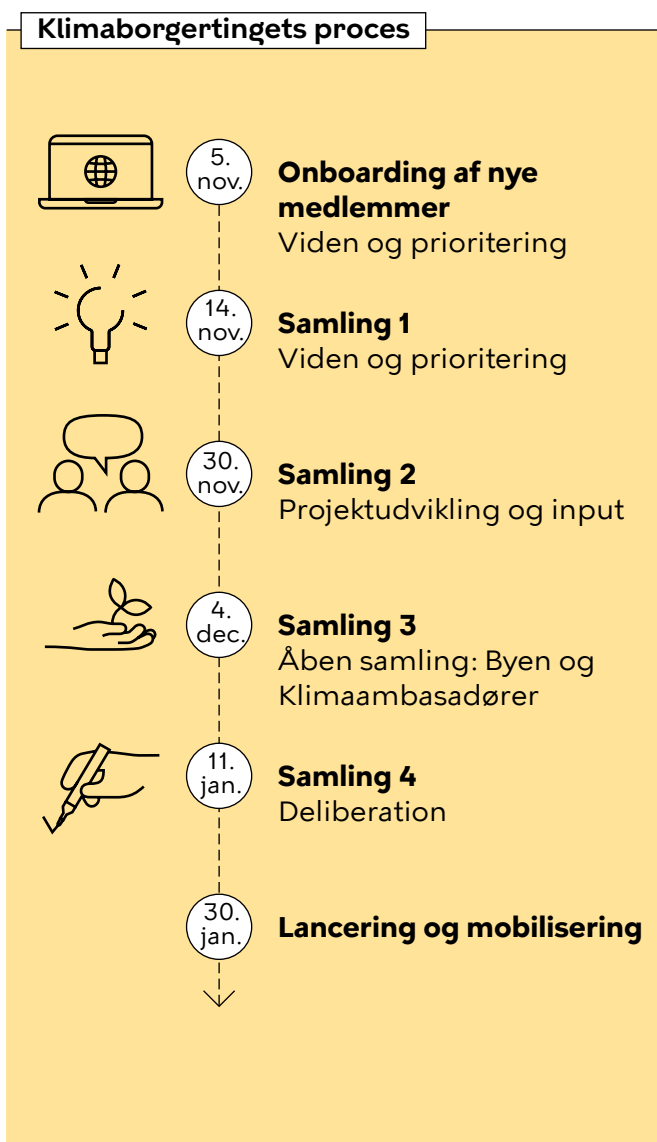 Klimaborgertingets proces
5.
nov.
Onboarding af nye
medlemmer
Viden og prioritering
14.
nov.
Samling 1
Viden og prioritering
30.
nov.
Samling 2
Projektudvikling og input
4.
dec.
Samling 3
Åben samling: Byen og
Klimaambasadører
11.
jan.
Samling 4
Deliberation
30.
jan.
Lancering og mobilisering